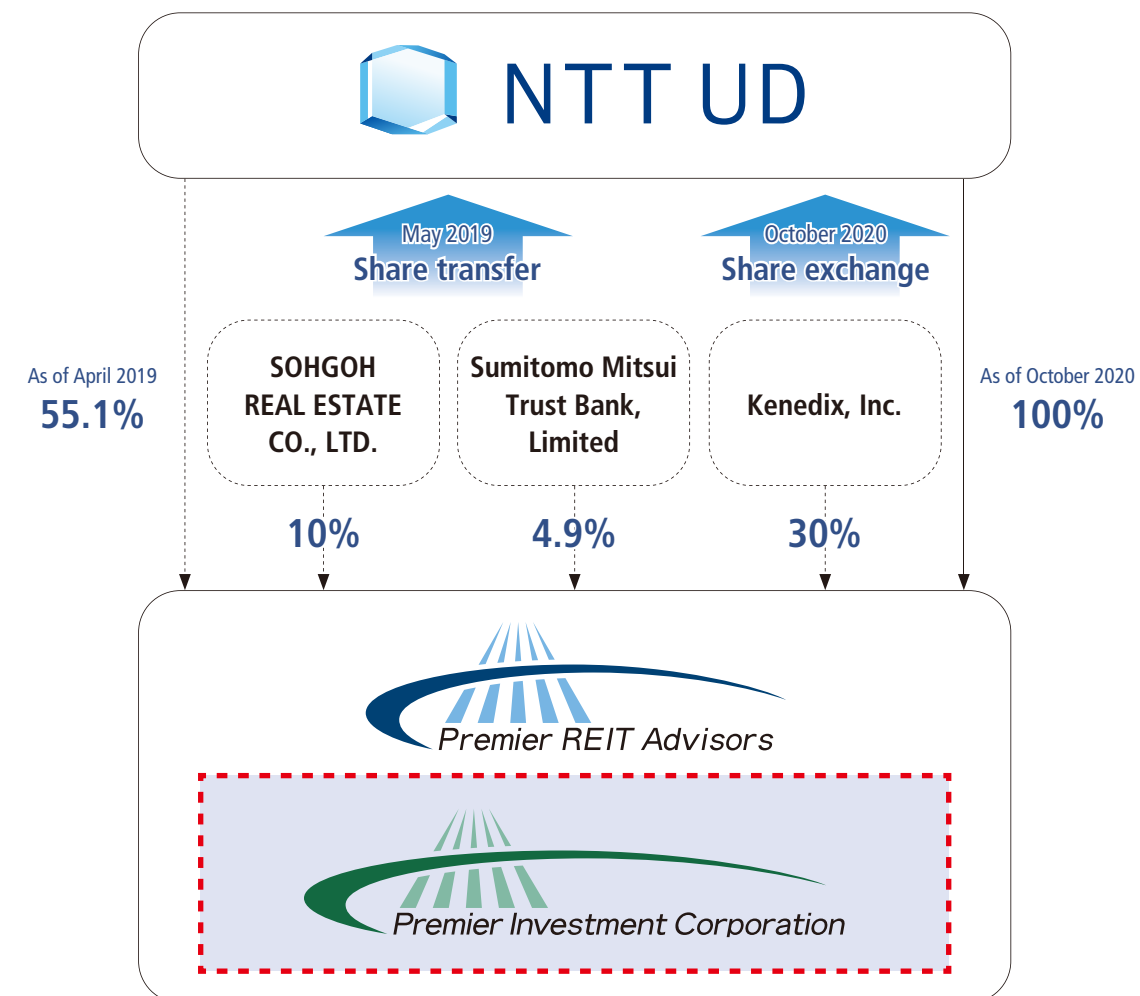 NTT UD
May 2019
Share transfer
October 2020
Share exchange
As of April 2019
55.1%
SOHGOH
REAL ESTATE
CO., LTD.
Sumitomo Mitsui
Trust Bank,
Limited
Kenedix, Inc.
As of October 2020
100%
10%
4.9%
30%
Premier REIT Advisors
Premier Investment Corporation